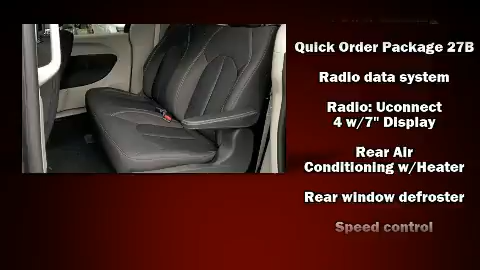 Quick Order Package 27B
Radio data system
Radio: Uconnect
4 w/7" Display
Rear Air
Conditioning w/Heater
Rear window defroster
Speed control